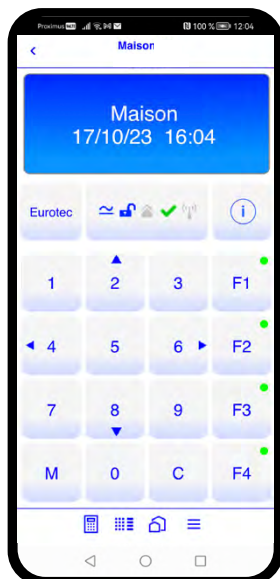 Proximus 100 % 12:04
Maison
Maison
17/10/23 16:04
Eurotec i
1 2 3 F1
4 5 6 F2
7 8 9 F3
M 0 C F4